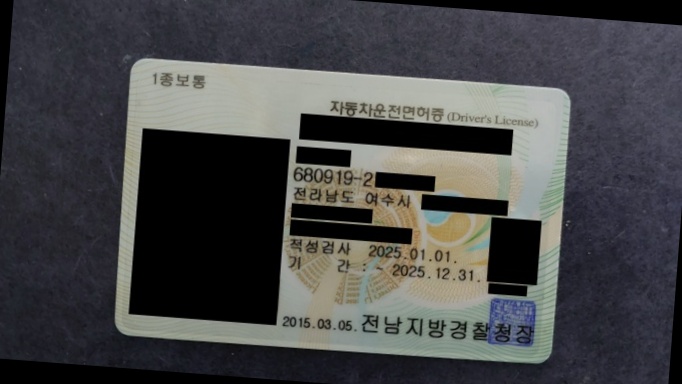 1종보통
자동차운전면허증 (Driver's License)
680919-2
전라남도 여수시
적성검사 2025.01.01.
기 간 : ~ 2025.12.31.
2015.03.05. 전남지방경찰청장